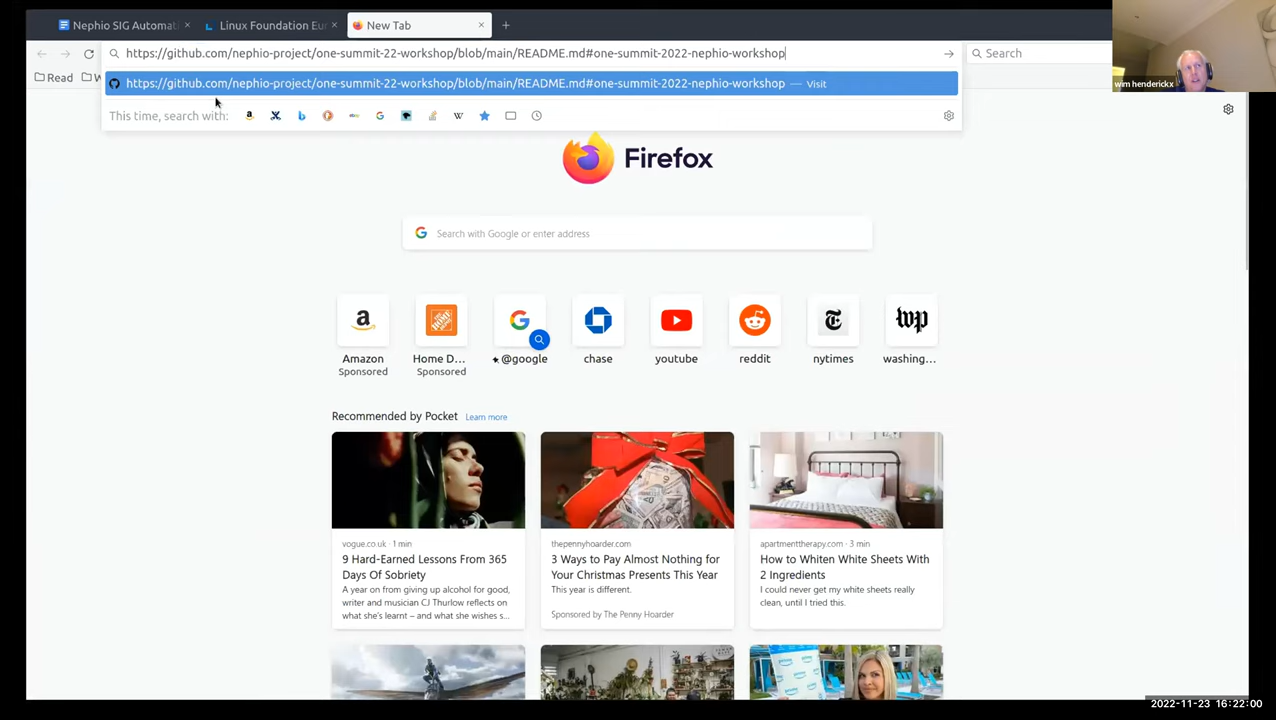 Nephio SIG Automati
Linux Foundation Eur
New Tab
https://github.com/nephio-project/one-summit-22-workshop/blob/main/README.md#one-summit-2022-nephio-workshop
Search
Read
https://github.com/nephio-project/one-summit-22-workshop/blob/main/README.md#one-summit-2022-nephio-workshop — Visit
This time, search with:
wim henderickx
Firefox
Search with Google or enter address
Amazon
Sponsored
Home D...
Sponsored
@google
chase
youtube
reddit
nytimes
washing...
Recommended by Pocket Learn more
vogue.co.uk · 1 min
9 Hard-Earned Lessons From 365
Days Of Sobriety
A year on from giving up alcohol for good,
writer and musician CJ Thurlow reflects on
what she's learnt – and what she wishes s...
thepennyhoarder.com
3 Ways to Pay Almost Nothing for
Your Christmas Presents This Year
This year is different.
Sponsored by The Penny Hoarder
apartmenttherapy.com · 3 min
How to Whiten White Sheets With
2 Ingredients
I could never get my white sheets really
clean, until I tried this.
2022-11-23 16:22:00